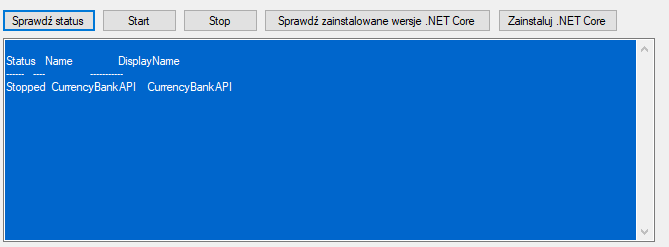 Sprawdź status Start Stop Sprawdź zainstalowane wersje .NET Core Zainstaluj .NET Core
Status Name DisplayName
------ ---- -----------
Stopped CurrencyBankAPI CurrencyBankAPI